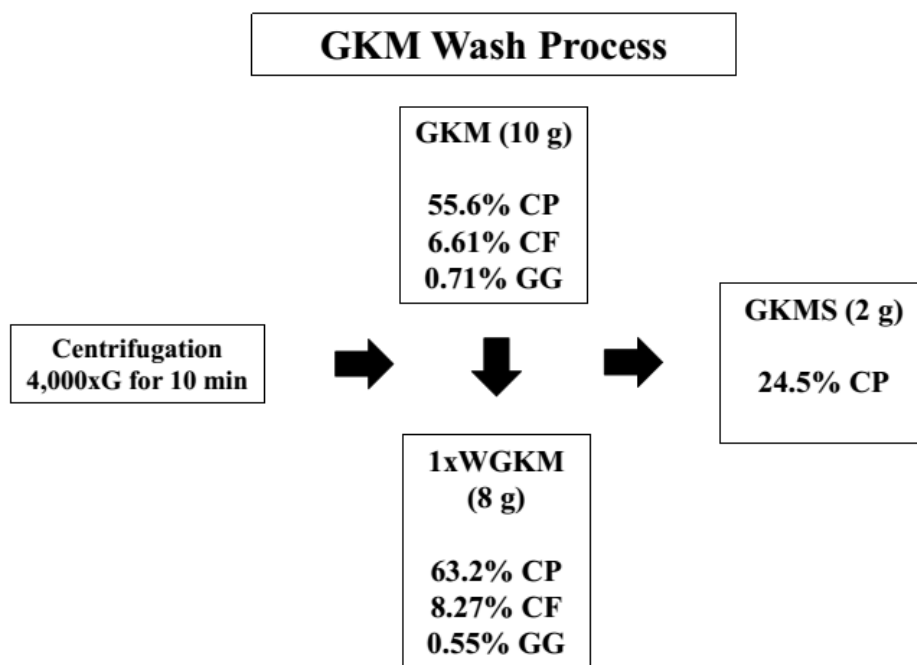 GKM Wash Process
GKM (10 g)
55.6% CP
6.61% CF
0.71% GG
GKMS (2 g)
24.5% CP
Centrifugation
4,000xG for 10 min
1xWGKM
(8 g)
63.2% CP
8.27% CF
0.55% GG